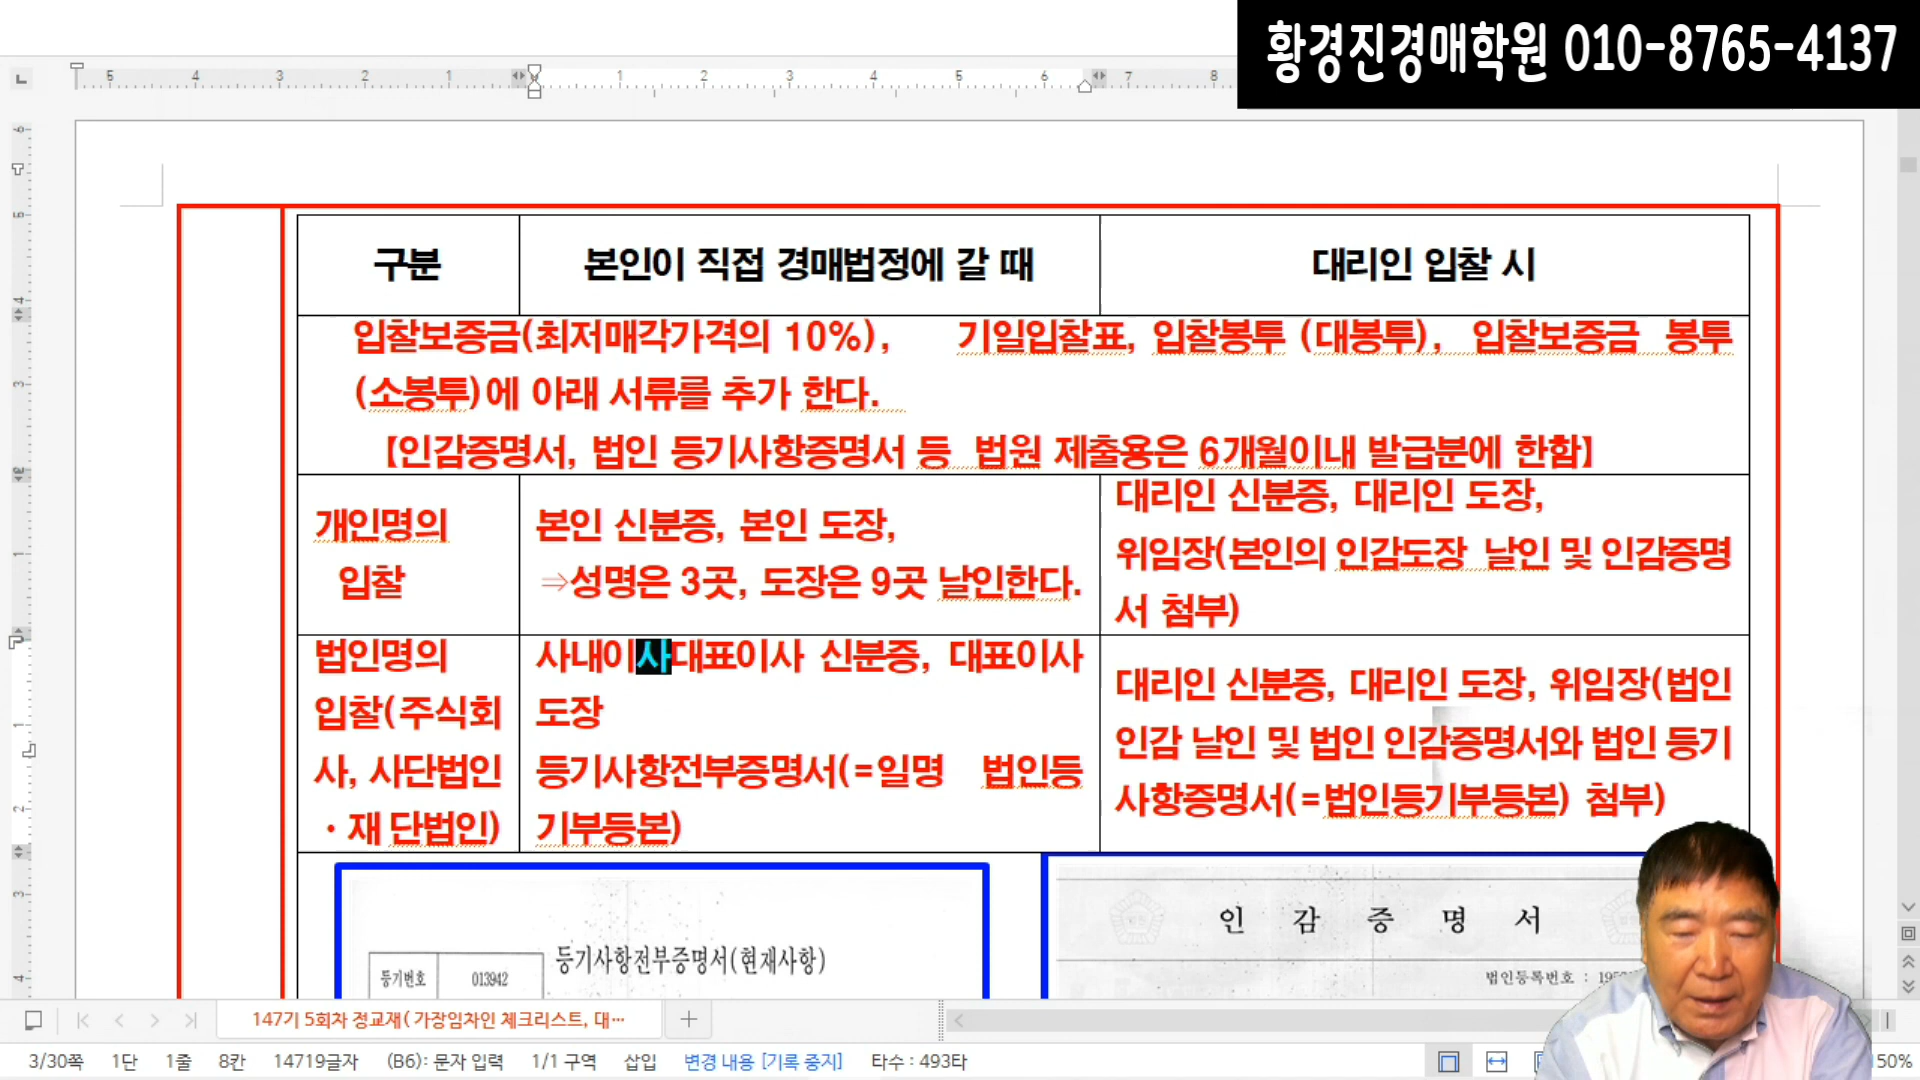 황경진경매학원 010-8765-4137
5 4 3 2 1 1 2 3 4 5 6 7 8
구분 본인이 직접 경매법정에 갈 때 대리인 입찰 시
입찰보증금(최저매각가격의 10%), 기일입찰표, 입찰봉투 (대봉투), 입찰보증금 봉투
(소봉투)에 아래 서류를 추가 한다.
【인감증명서, 법인 등기사항증명서 등 법원 제출용은 6개월이내 발급분에 한함】
개인명의
입찰
본인 신분증, 본인 도장,
⇒성명은 3곳, 도장은 9곳 날인한다.
대리인 신분증, 대리인 도장,
위임장(본인의 인감도장 날인 및 인감증명
서 첨부)
법인명의
입찰(주식회
사, 사단법인
·재 단법인)
사내이사대표이사 신분증, 대표이사
도장
등기사항전부증명서(=일명 법인등
기부등본)
대리인 신분증, 대리인 도장, 위임장(법인
인감 날인 및 법인 인감증명서와 법인 등기
사항증명서(=법인등기부등본) 첨부)
등기사항전부증명서(현재사항)
등기번호 013942
인 감 증 명 서
법인등록번호 :
147기 5회차 정교재( 가장임차인 체크리스트, 대…
3/30쪽 1단 1줄 8칸 14719글자 (B6): 문자 입력 1/1 구역 삽입 변경 내용 [기록 중지] 타수 : 493타 50%